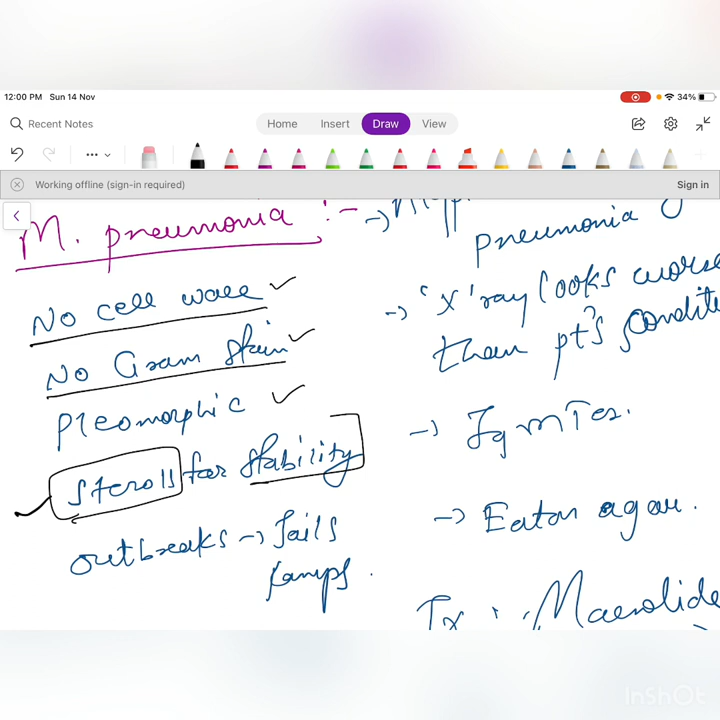 12:00 PM Sun 14 Nov
34%
Recent Notes
Home Insert Draw View
Working offline (sign-in required)
Sign in
M. pneumonia :-
No cell wall
No Gram Stain
Pleomorphic
Steroll for Stability
outbreaks → Jails
Camps.
pneumonia
→ 'X' ray looks worse
than pt's
→ IgM Tes.
→ Eaton agar.
Tx : Macrolide
InShOt